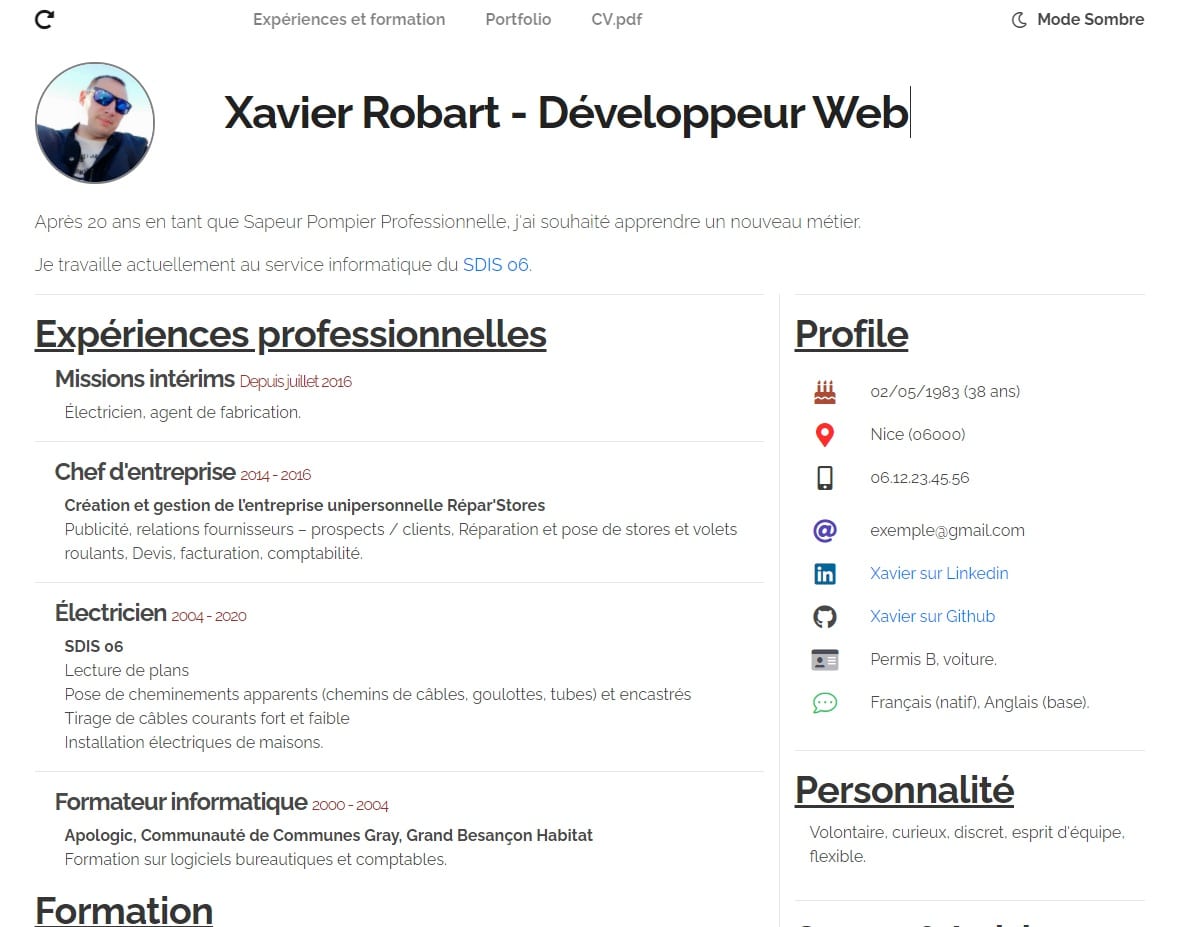 Expériences et formation Portfolio CV.pdf Mode Sombre
Xavier Robart - Développeur Web
Après 20 ans en tant que Sapeur Pompier Professionnelle, j'ai souhaité apprendre un nouveau métier.
Je travaille actuellement au service informatique du SDIS 06.
Expériences professionnelles
Missions intérims Depuis juillet 2016
Électricien, agent de fabrication.
Chef d'entreprise 2014 - 2016
Création et gestion de l'entreprise unipersonnelle Répar'Stores
Publicité, relations fournisseurs – prospects / clients, Réparation et pose de stores et volets
roulants, Devis, facturation, comptabilité.
Électricien 2004 - 2020
SDIS 06
Lecture de plans
Pose de cheminements apparents (chemins de câbles, goulottes, tubes) et encastrés
Tirage de câbles courants fort et faible
Installation électriques de maisons.
Formateur informatique 2000 - 2004
Apologic, Communauté de Communes Gray, Grand Besançon Habitat
Formation sur logiciels bureautiques et comptables.
Formation
Profile
02/05/1983 (38 ans)
Nice (06000)
06.12.23.45.56
exemple@gmail.com
Xavier sur Linkedin
Xavier sur Github
Permis B, voiture.
Français (natif), Anglais (base).
Personnalité
Volontaire, curieux, discret, esprit d'équipe,
flexible.